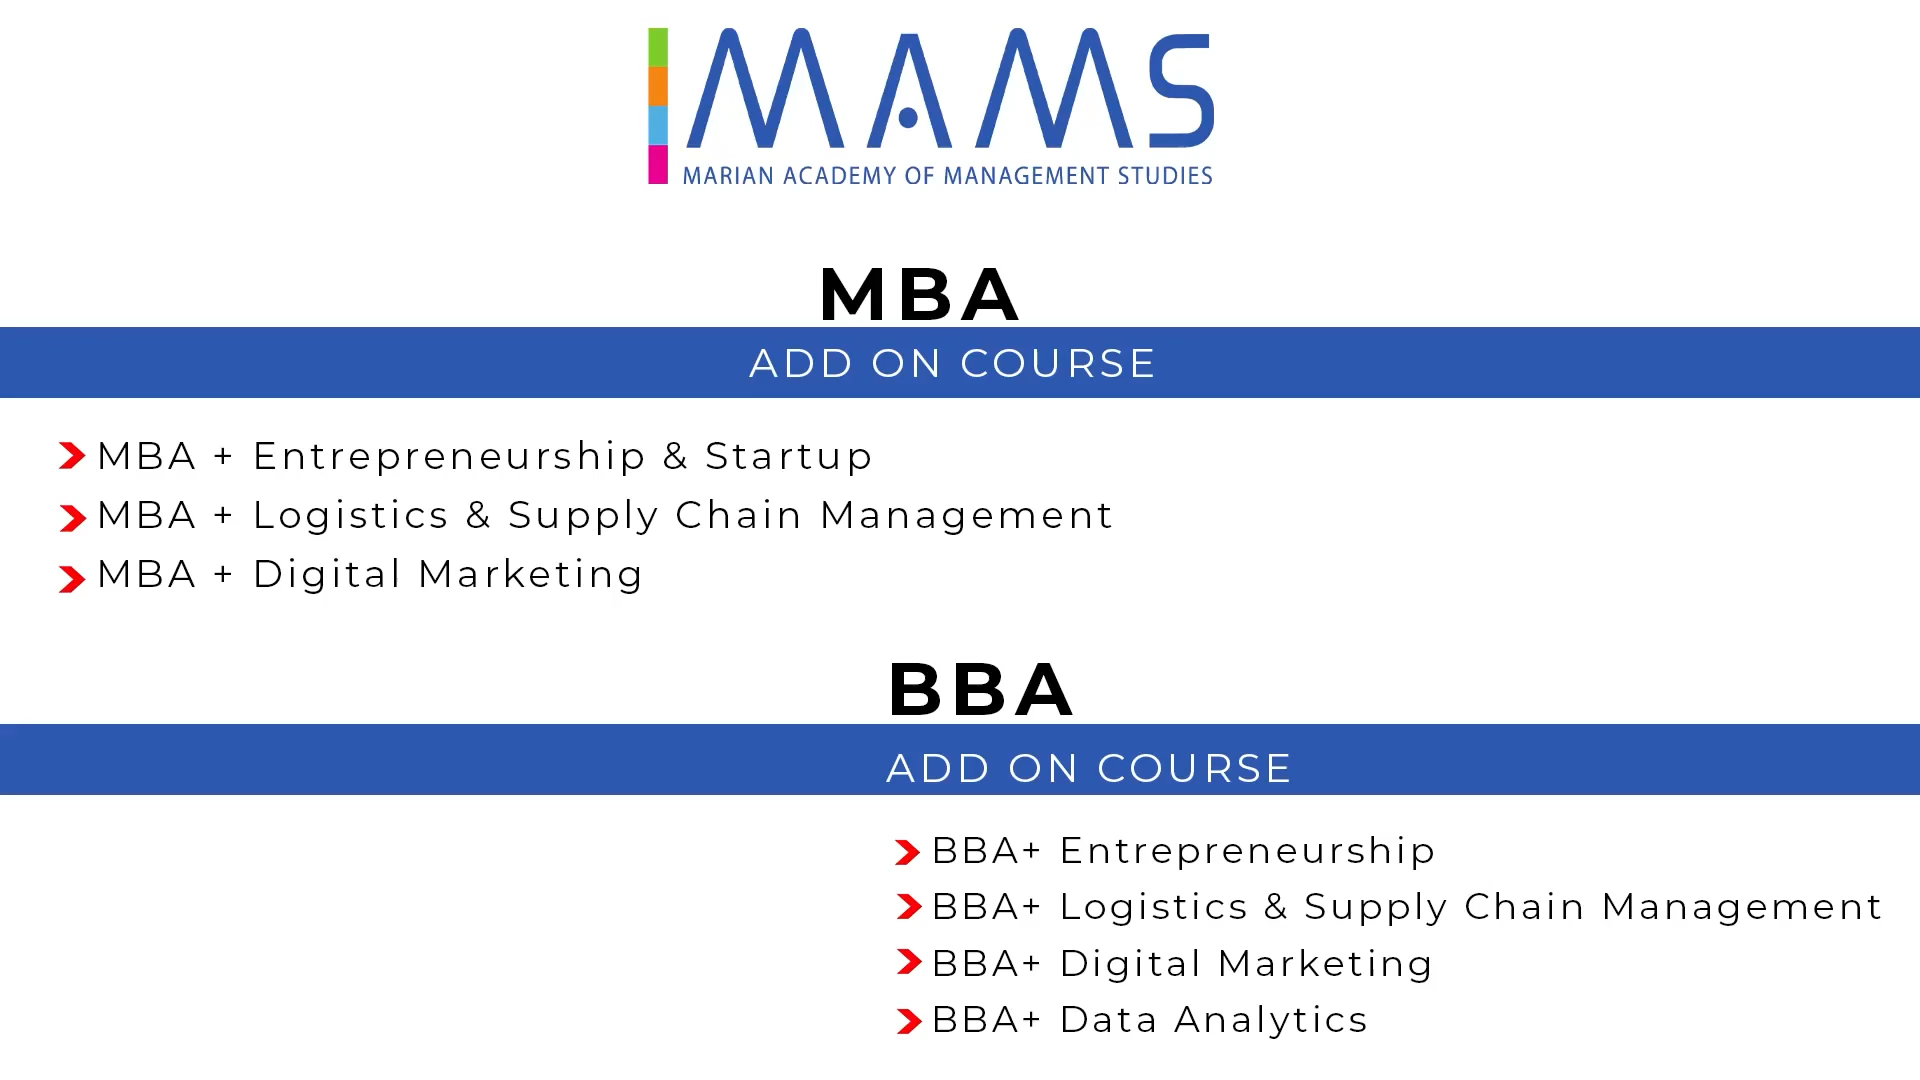 MAMS
MARIAN ACADEMY OF MANAGEMENT STUDIES
MBA
ADD ON COURSE
MBA + Entrepreneurship & Startup
MBA + Logistics & Supply Chain Management
MBA + Digital Marketing
BBA
ADD ON COURSE
BBA+ Entrepreneurship
BBA+ Logistics & Supply Chain Management
BBA+ Digital Marketing
BBA+ Data Analytics